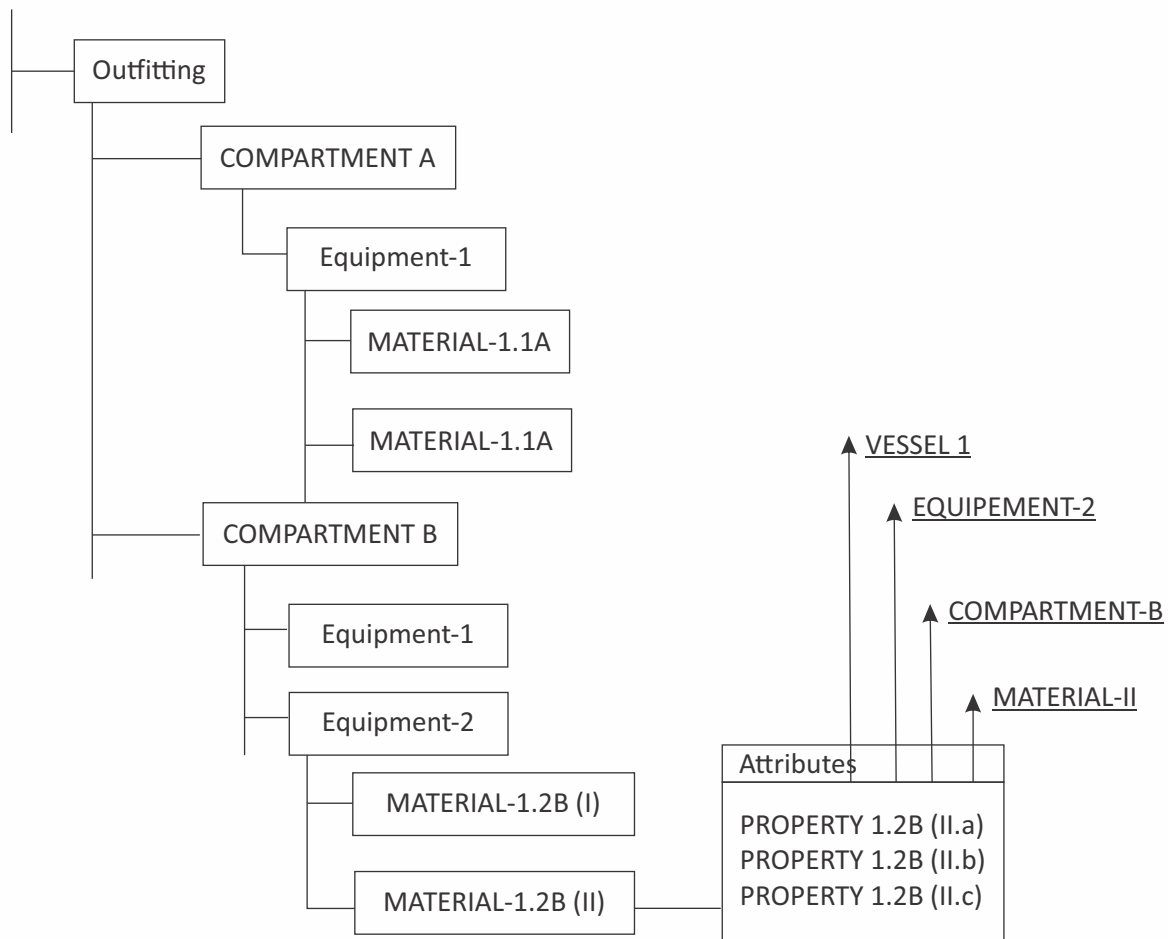 Outfitting
COMPARTMENT A
Equipment-1
MATERIAL-1.1A
MATERIAL-1.1A
COMPARTMENT B
Equipment-1
Equipment-2
MATERIAL-1.2B (I)
MATERIAL-1.2B (II)
VESSEL 1
EQUIPEMENT-2
COMPARTMENT-B
MATERIAL-II
Attributes
PROPERTY 1.2B (II.a)
PROPERTY 1.2B (II.b)
PROPERTY 1.2B (II.c)